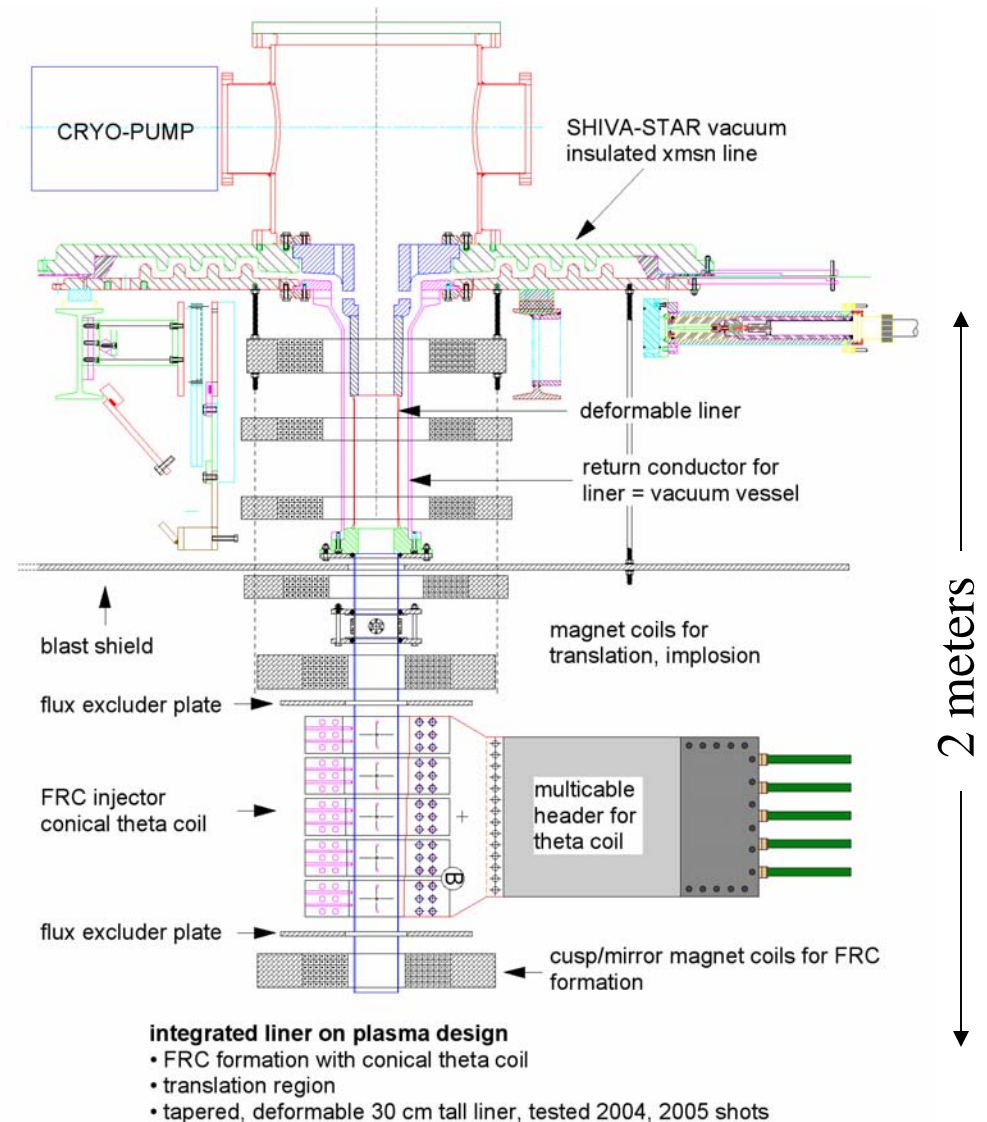 CRYO-PUMP
SHIVA-STAR vacuum
insulated xmsn line
deformable liner
return conductor for
liner = vacuum vessel
blast shield
magnet coils for
translation, implosion
flux excluder plate
FRC injector
conical theta coil
multicable
header for
theta coil
B
flux excluder plate
cusp/mirror magnet coils for FRC
formation
2 meters
integrated liner on plasma design
• FRC formation with conical theta coil
• translation region
• tapered, deformable 30 cm tall liner, tested 2004, 2005 shots